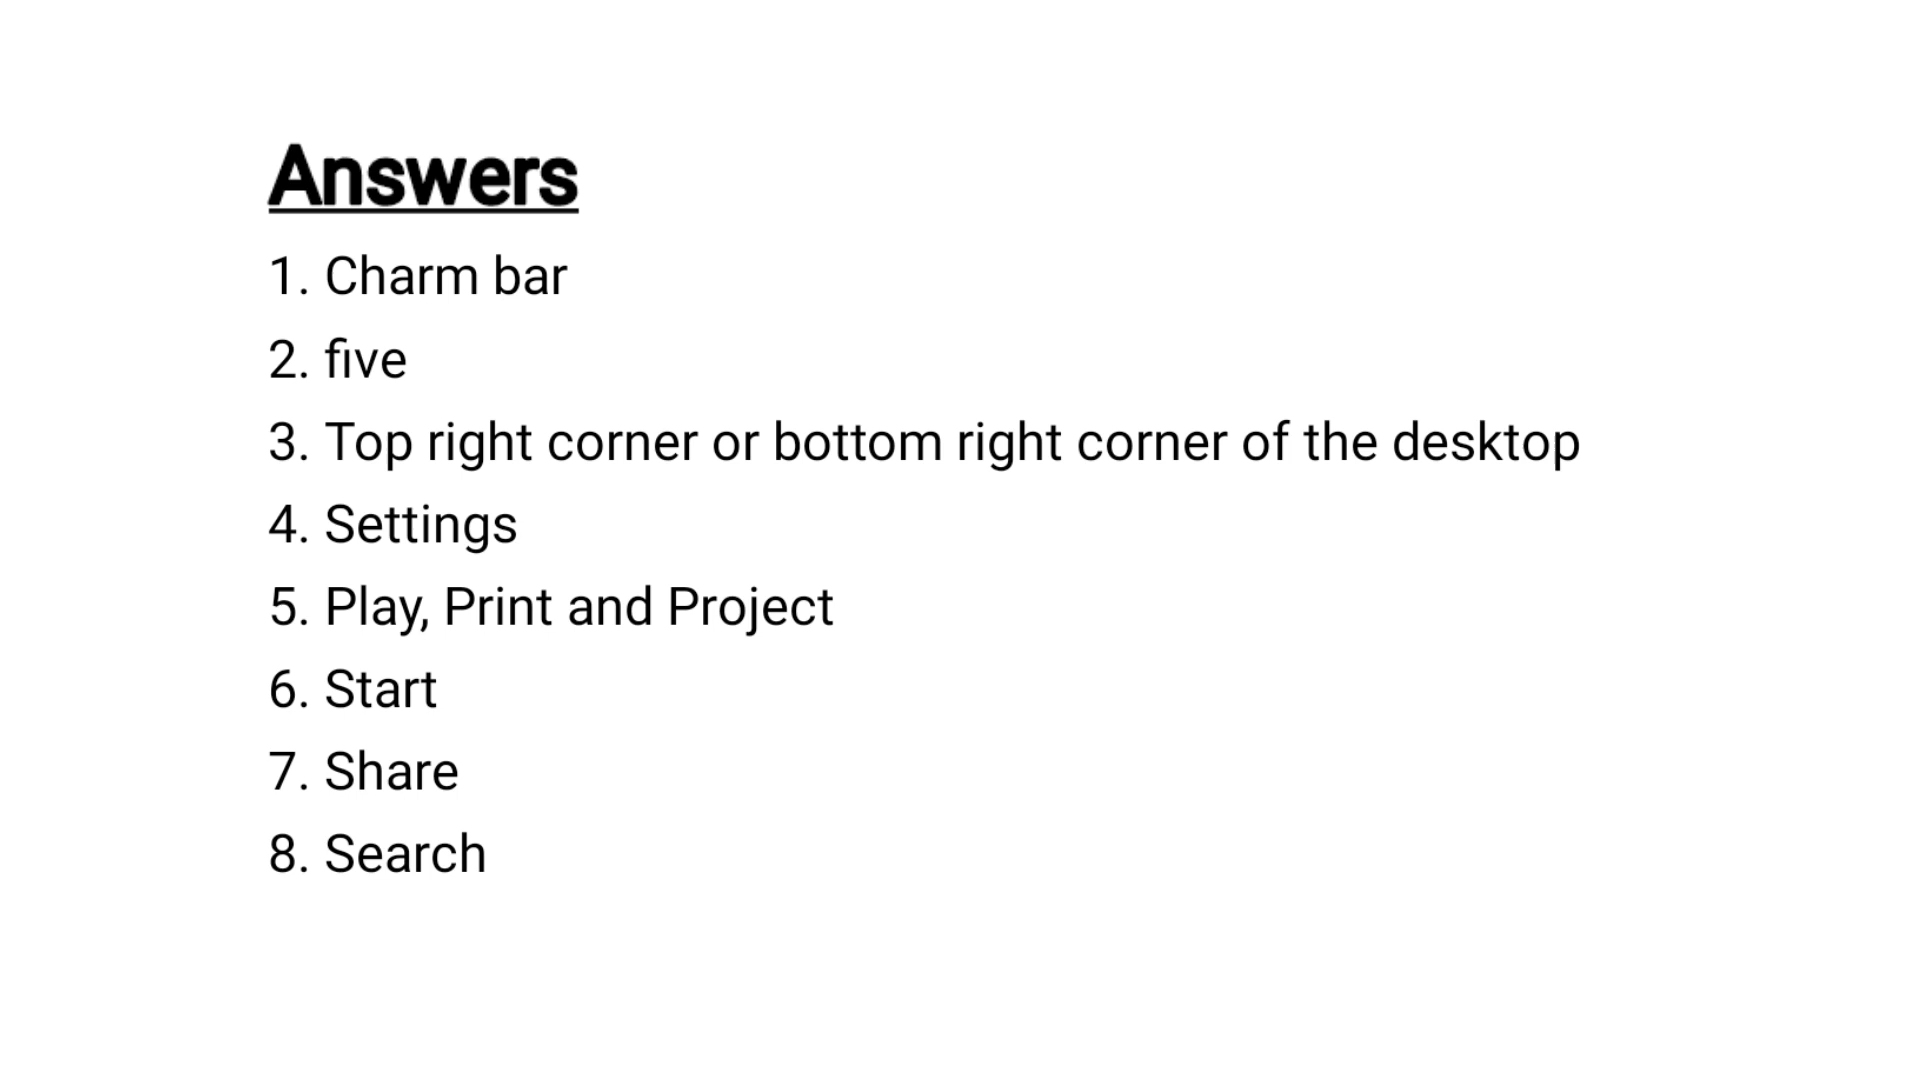 Answers
1. Charm bar
2. five
3. Top right corner or bottom right corner of the desktop
4. Settings
5. Play, Print and Project
6. Start
7. Share
8. Search